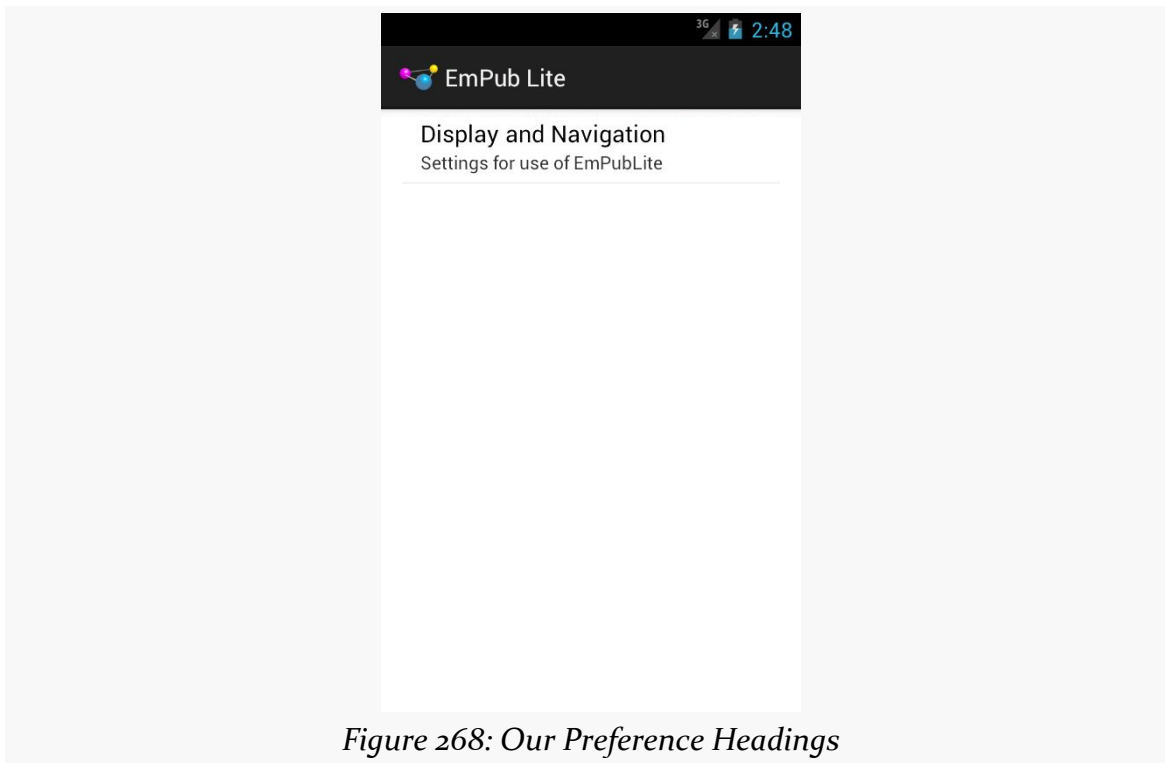 3G 2:48
EmPub Lite
Display and Navigation
Settings for use of EmPubLite
Figure 268: Our Preference Headings